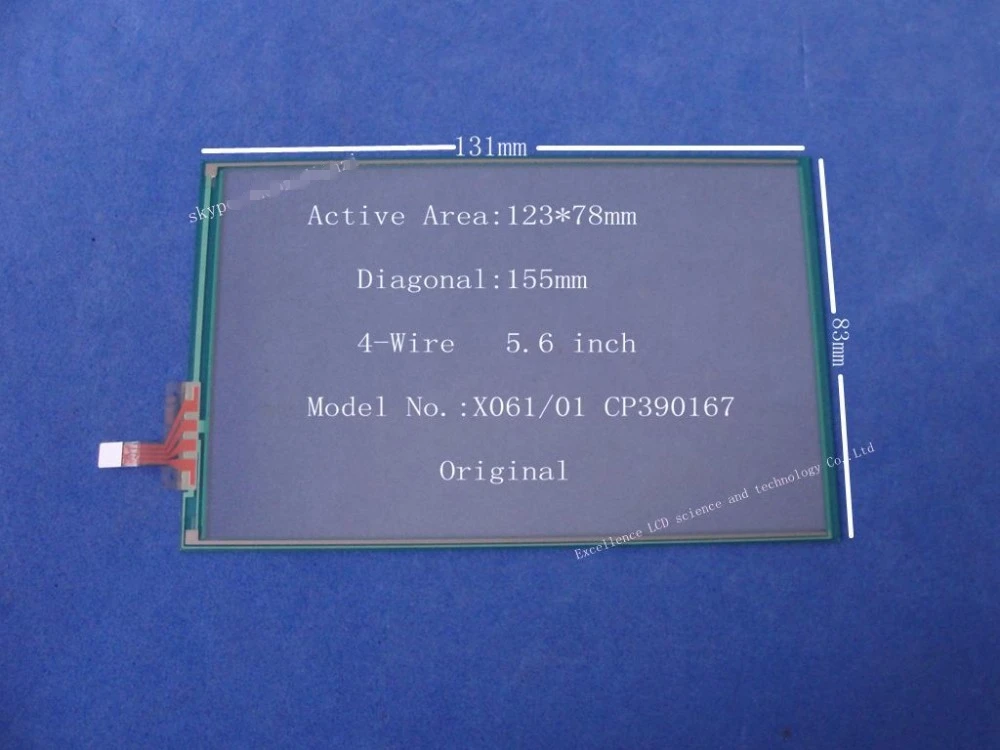 131mm
skype
Active Area:123*78mm
Diagonal:155mm
83mm
4-Wire 5.6 inch
Model No.:X061/01 CP390167
Original
Excellence LCD science and technology Co.,Ltd